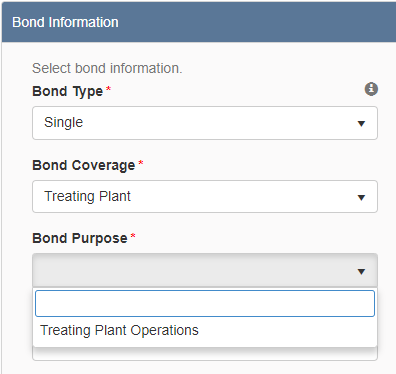 Bond Information
Select bond information.
Bond Type *
Single
Bond Coverage *
Treating Plant
Bond Purpose *
Treating Plant Operations